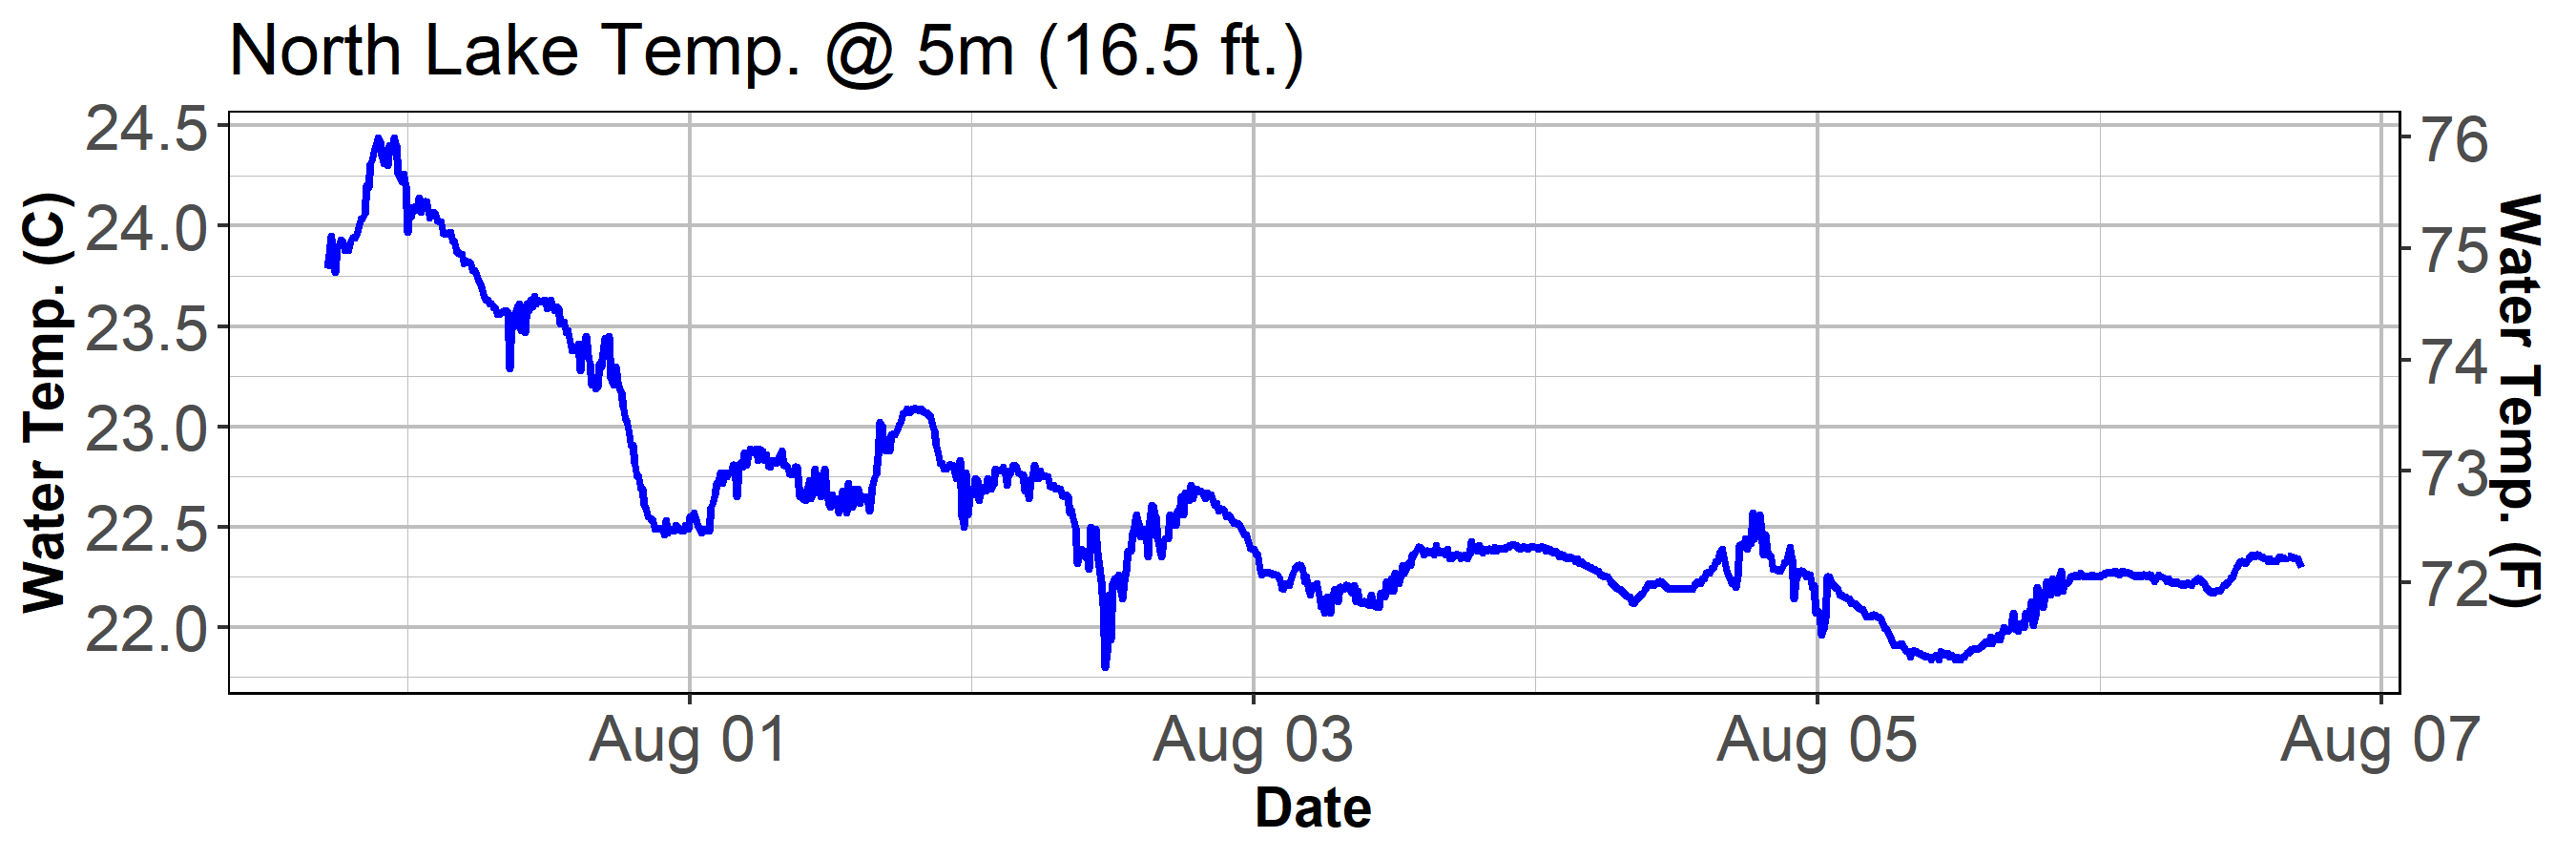 North Lake Temp. @ 5m (16.5 ft.)
Water Temp. (C)
24.5
24.0
23.5
23.0
22.5
22.0
76
75
74
73
72
Water Temp. (F)
Aug 01 Aug 03 Aug 05 Aug 07
Date